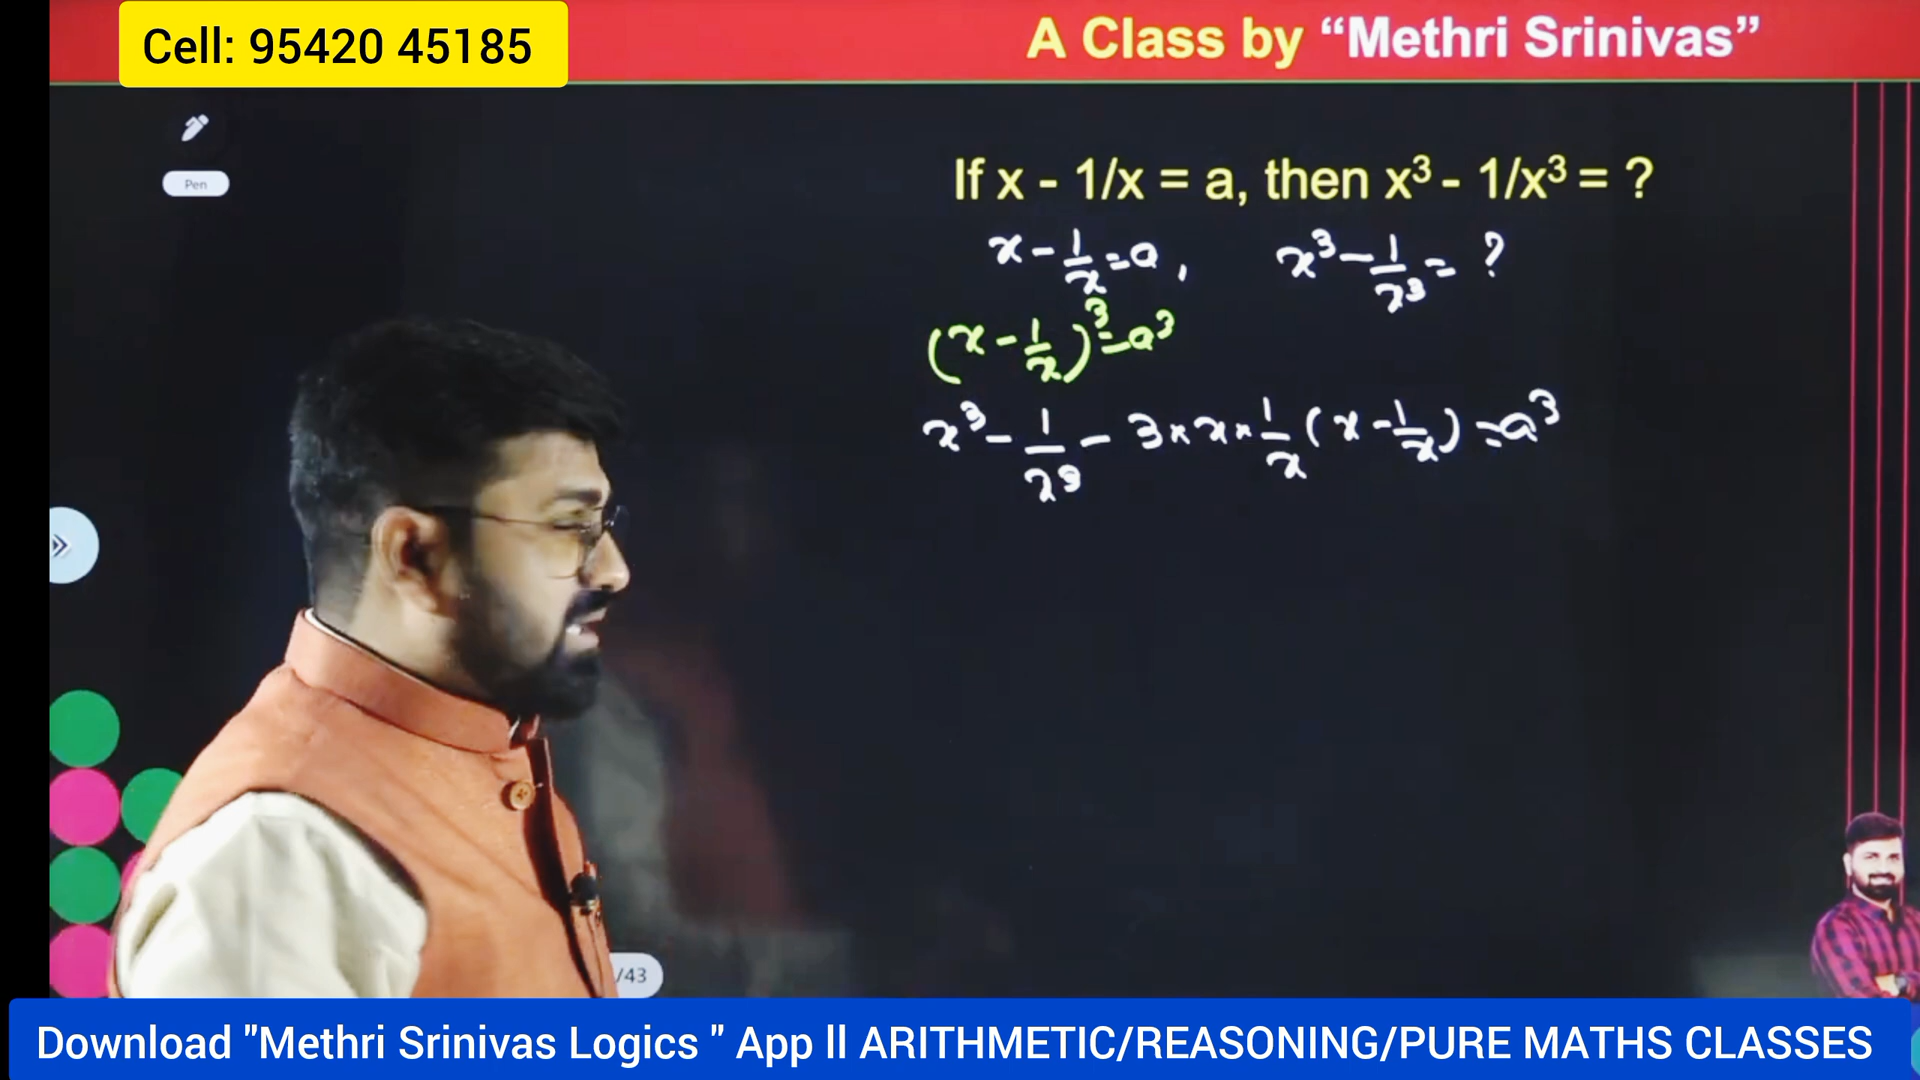 Cell: 95420 45185
A Class by “Methri Srinivas”
Pen
If x - 1/x = a, then x³ - 1/x³ = ?
x - 1/x = a, x³ - 1/x³ = ?
(x - 1/x)³ = a³
x³ - 1/x³ - 3 × x × 1/x (x - 1/x) = a³
/43
Download "Methri Srinivas Logics " App ll ARITHMETIC/REASONING/PURE MATHS CLASSES